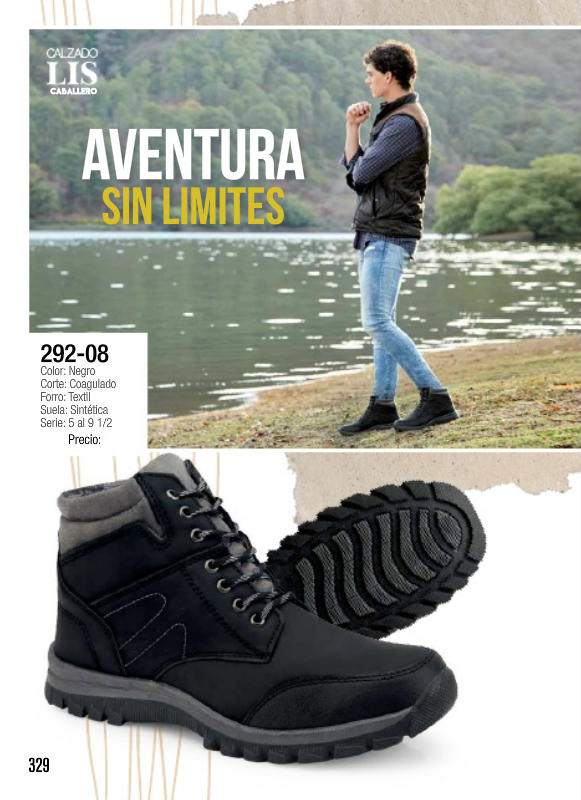 CALZADO
LIS
CABALLERO
AVENTURA
SIN LIMITES
292-08
Color: Negro
Corte: Coagulado
Forro: Textil
Suela: Sintética
Serie: 5 al 9 1/2
Precio:
329